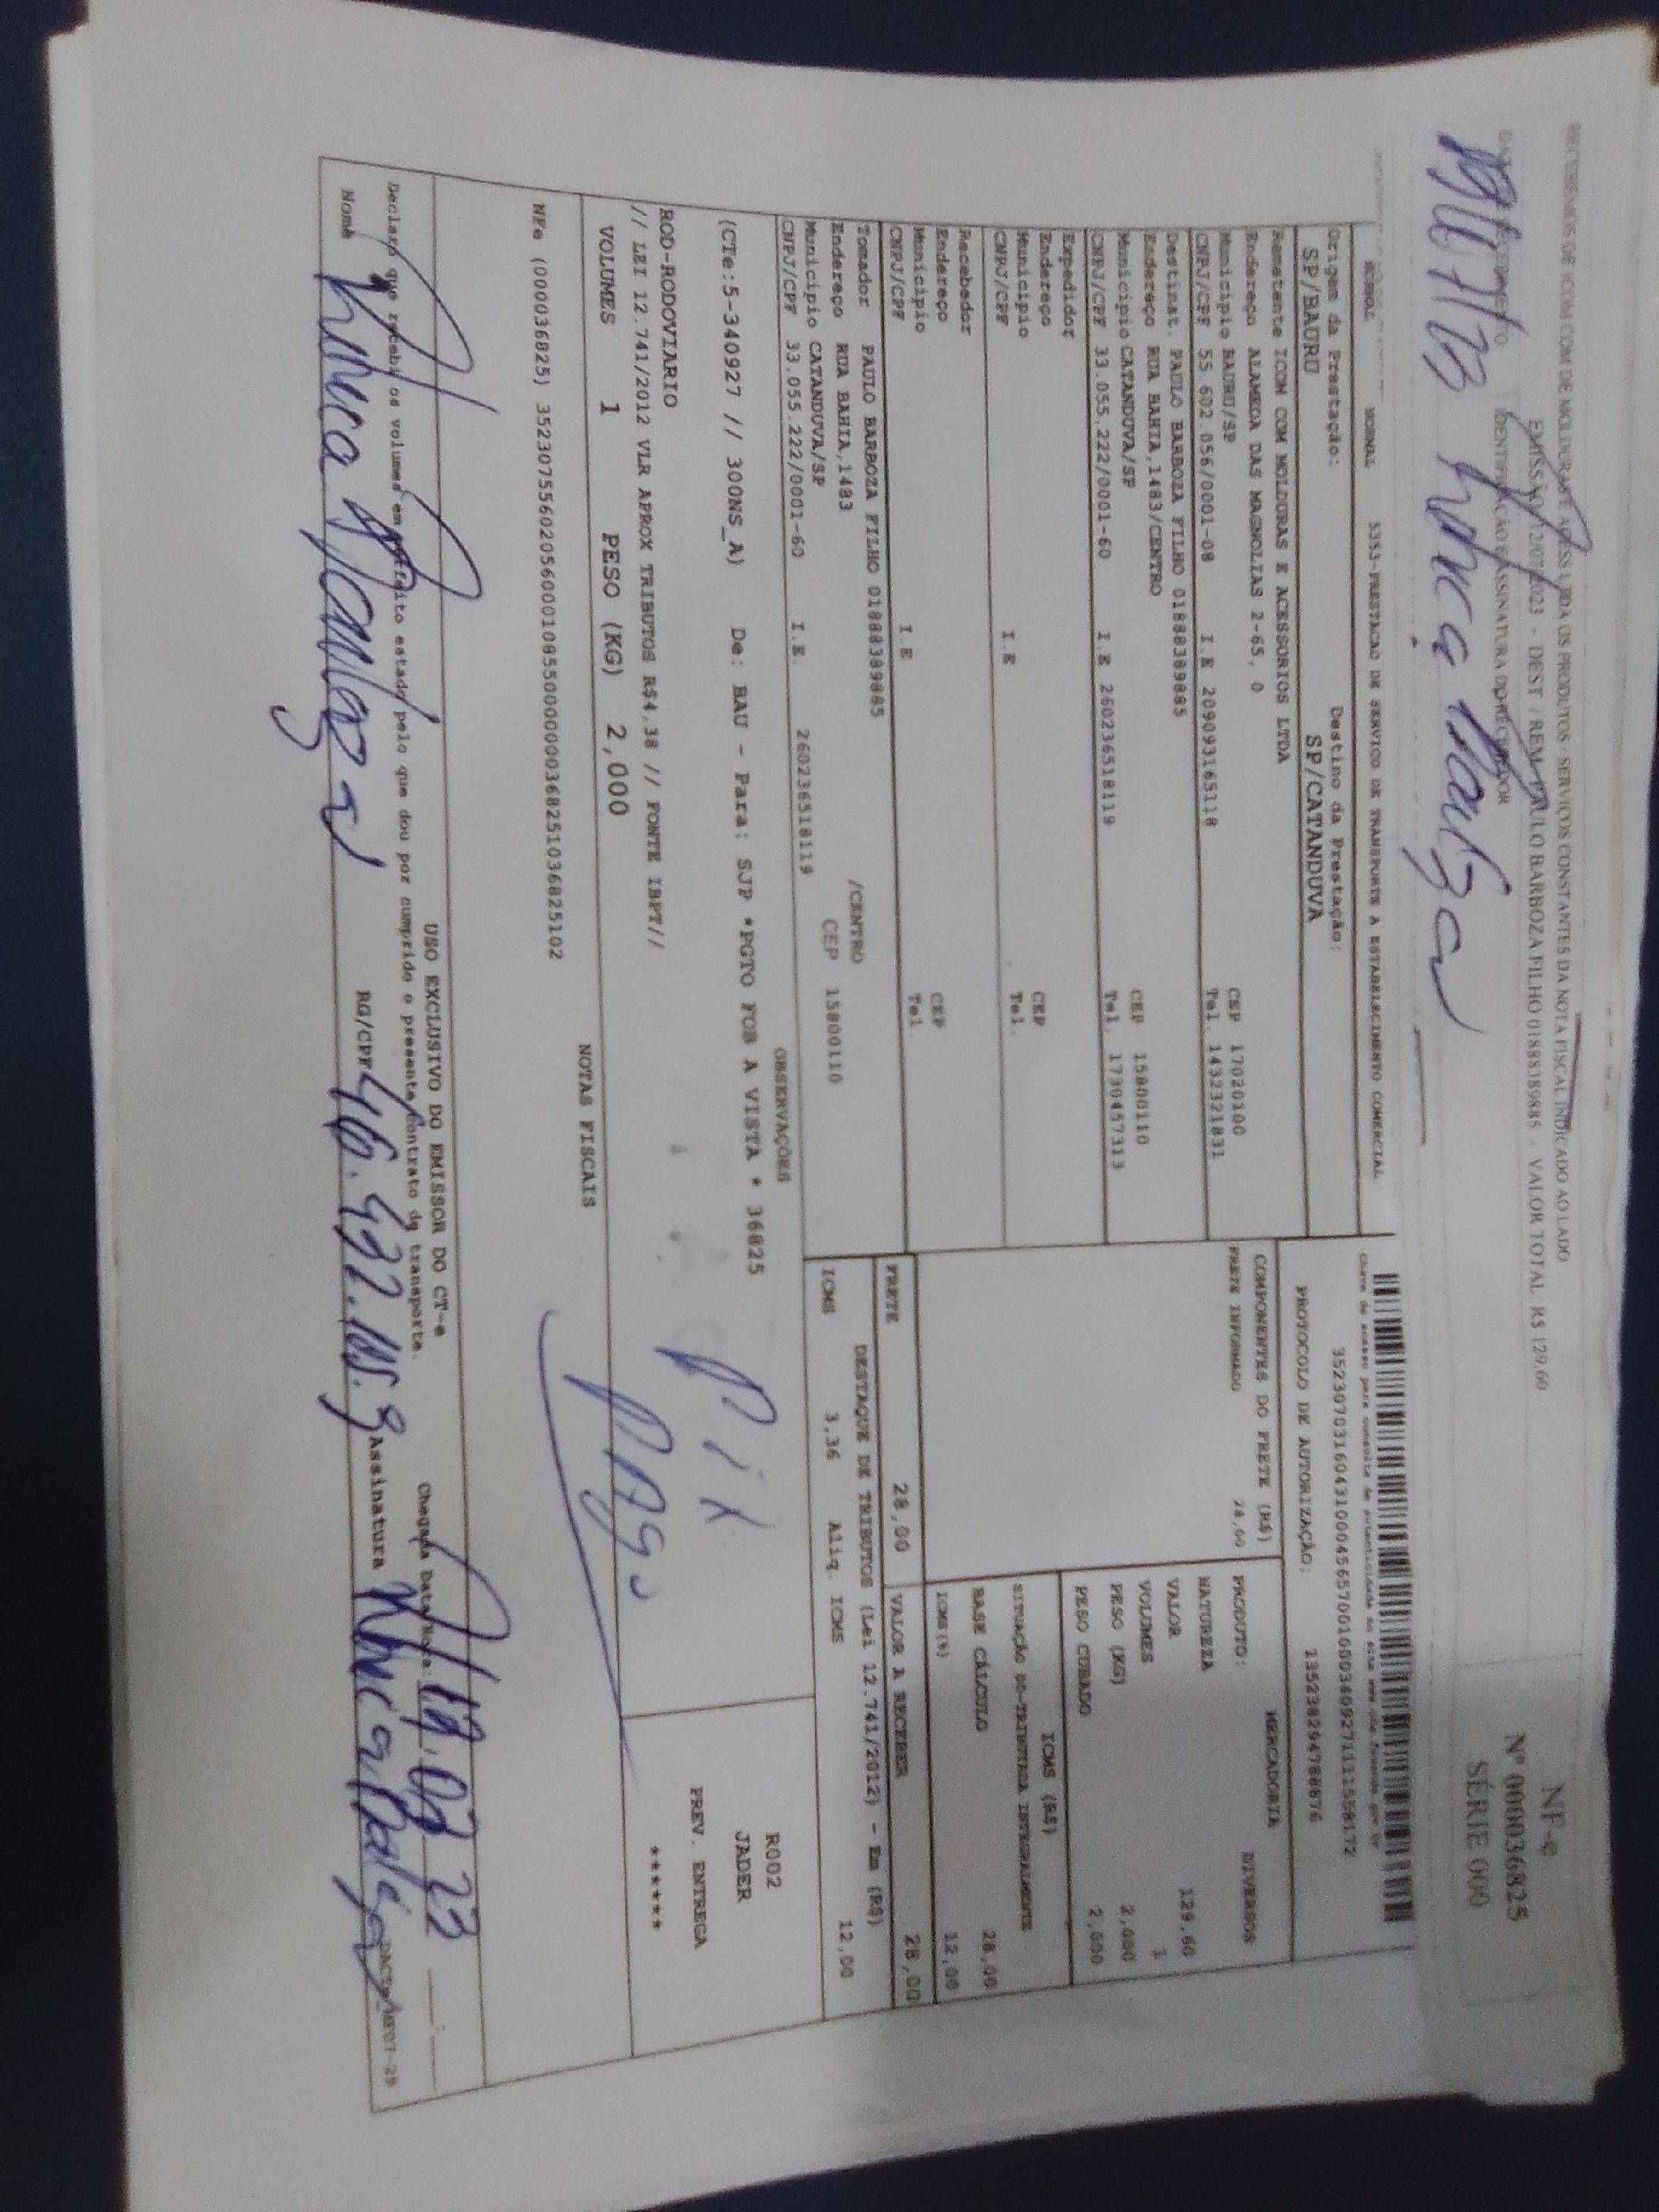 RECEBEMOS DE ICOM COM DE MOLDURAS E ACESS LTDA OS PRODUTOS / SERVIÇOS CONSTANTES DA NOTA FISCAL INDICADO AO LADO
EMISSÃO 12/07/2023 - DEST / REM: PAULO BARBOZA FILHO 01888389885 - VALOR TOTAL R$ 129,60
IDENTIFICAÇÃO E ASSINATURA DO RECEBEDOR
NF-e
Nº 000036825
SÉRIE 000
NORMAL NORMAL 5353-PRESTACAO DE SERVICO DE TRANSPORTE A ESTABELECIMENTO COMERCIAL
Origem da Prestação: Destino da Prestação:
SP/BAURU SP/CATANDUVA
Remetente ICOM COM MOLDURAS E ACESSORIOS LTDA
Endereço ALAMEDA DAS MAGNOLIAS 2-65, 0
Município BAURU/SP CEP 17020100
CNPJ/CPF 55.602.056/0001-08 I.E 209093165118 Tel. 1432321831
Destinat. PAULO BARBOZA FILHO 01888389885
Endereço RUA BAHIA,1483/CENTRO
Município CATANDUVA/SP CEP 15800110
CNPJ/CPF 33.055.222/0001-60 I.E 260236518119 Tel. 1730457313
Expedidor
Endereço
Município CEP
CNPJ/CPF I.E Tel.
Recebedor
Endereço
Município CEP
CNPJ/CPF I.E Tel
Tomador PAULO BARBOZA FILHO 01888389885
Endereço RUA BAHIA,1483 /CENTRO
Município CATANDUVA/SP CEP 15800110
CNPJ/CPF 33.055.222/0001-60 I.E. 260236518119
Chave de acesso para consulta de autenticidade no site
35230703160431000456570010003409271111558172
PROTOCOLO DE AUTORIZAÇÃO: 135238294788876
COMPONENTES DO FRETE (R$)
FRETE INFORMADO 28,00
MERCADORIA
PRODUTO: DIVERSOS
NATUREZA
VALOR 129,60
VOLUMES 1
PESO (KG) 2,000
PESO CUBADO 2,000
ICMS (R$)
SITUAÇÃO 00-TRIBUTADA INTEGRALMENTE
BASE CÁLCULO 28,00
ICMS(%) 12,00
FRETE 28,00 VALOR A RECEBER 28,00
DESTAQUE DE TRIBUTOS (Lei 12.741/2012) - Em (R$)
ICMS 3,36 Aliq. ICMS 12,00
OBSERVAÇÕES
(CTe:5-340927 // 300NS_A) De: BAU - Para: SJP *PGTO FOB A VISTA * 36825
ROD-RODOVIARIO
// LEI 12.741/2012 VLR APROX TRIBUTOS R$4,38 // FONTE IBPT//
VOLUMES 1 PESO (KG) 2,000
Pix
PAGO
R002
JADER
PREV. ENTREGA
******
NOTAS FISCAIS
NFe (000036825) 35230755602056000108550000000368251036825102
USO EXCLUSIVO DO EMISSOR DO CT-e
Declaro que recebi os volumes em perfeito estado pelo que dou por cumprido o presente contrato de transporte.
Chegada Data/Hora:
Nome RG/CPF Assinatura